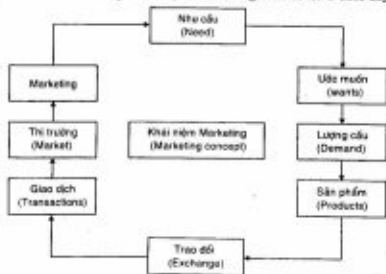 Nhu cầu
(Need)
Marketing
Ước muốn
(wants)
Thị trường
(Market)
Khái niệm Marketing
(Marketing concept)
Lượng cầu
(Demand)
Giao dịch
(Transactions)
Sản phẩm
(Products)
Trao đổi
(Exchange)